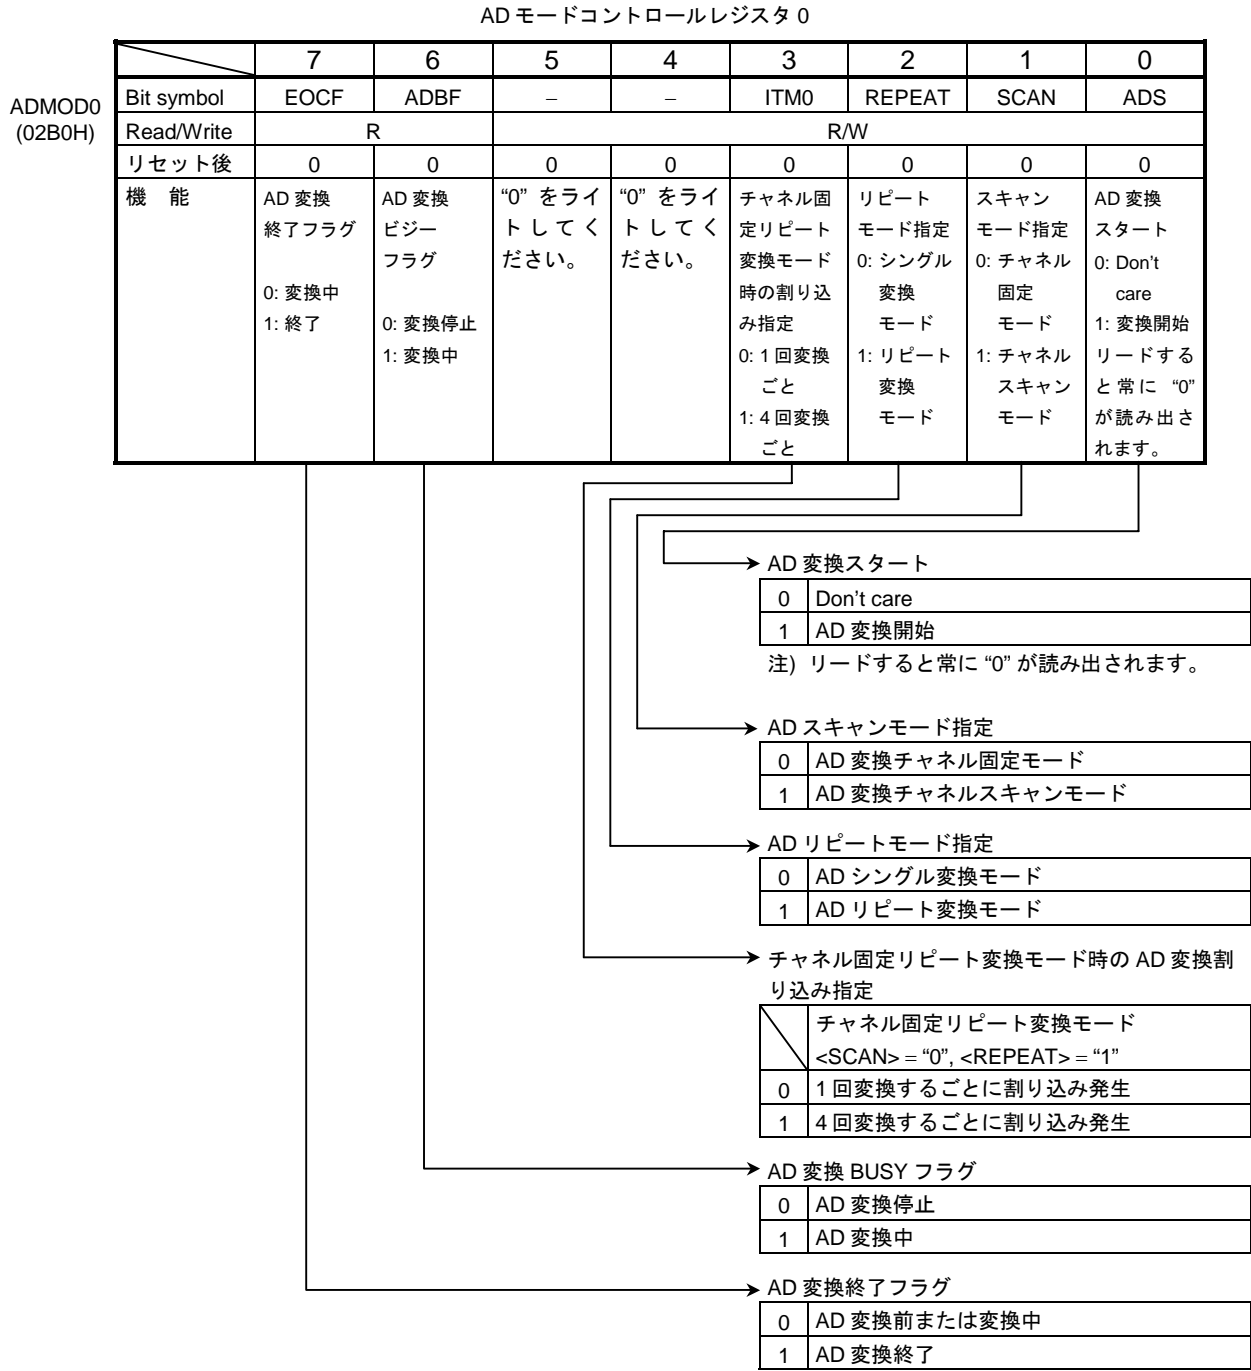 AD モードコントロールレジスタ 0
7 6 5 4 3 2 1 0
ADMOD0
(02B0H)
Bit symbol EOCF ADBF − − ITM0 REPEAT SCAN ADS
Read/Write R R/W
リセット後 0 0 0 0 0 0 0 0
機 能
AD 変換
終了フラグ
0: 変換中
1: 終了
AD 変換
ビジー
フラグ
0: 変換停止
1: 変換中
“0” をライ
トしてく
ださい。
“0” をライ
トしてく
ださい。
チャネル固
定リピート
変換モード
時の割り込
み指定
0: 1 回変換
ごと
1: 4 回変換
ごと
リピート
モード指定
0: シングル
変換
モード
1: リピート
変換
モード
スキャン
モード指定
0: チャネル
固定
モード
1: チャネル
スキャン
モード
AD 変換
スタート
0: Don't
care
1: 変換開始
リードする
と常に “0”
が読み出さ
れます。
AD 変換スタート
0 Don’t care
1 AD 変換開始
注) リードすると常に “0” が読み出されます。
AD スキャンモード指定
0 AD 変換チャネル固定モード
1 AD 変換チャネルスキャンモード
AD リピートモード指定
0 AD シングル変換モード
1 AD リピート変換モード
チャネル固定リピート変換モード時の AD 変換割
り込み指定
チャネル固定リピート変換モード
<SCAN> = “0”, <REPEAT> = “1”
0 1 回変換するごとに割り込み発生
1 4 回変換するごとに割り込み発生
AD 変換 BUSY フラグ
0 AD 変換停止
1 AD 変換中
AD 変換終了フラグ
0 AD 変換前または変換中
1 AD 変換終了